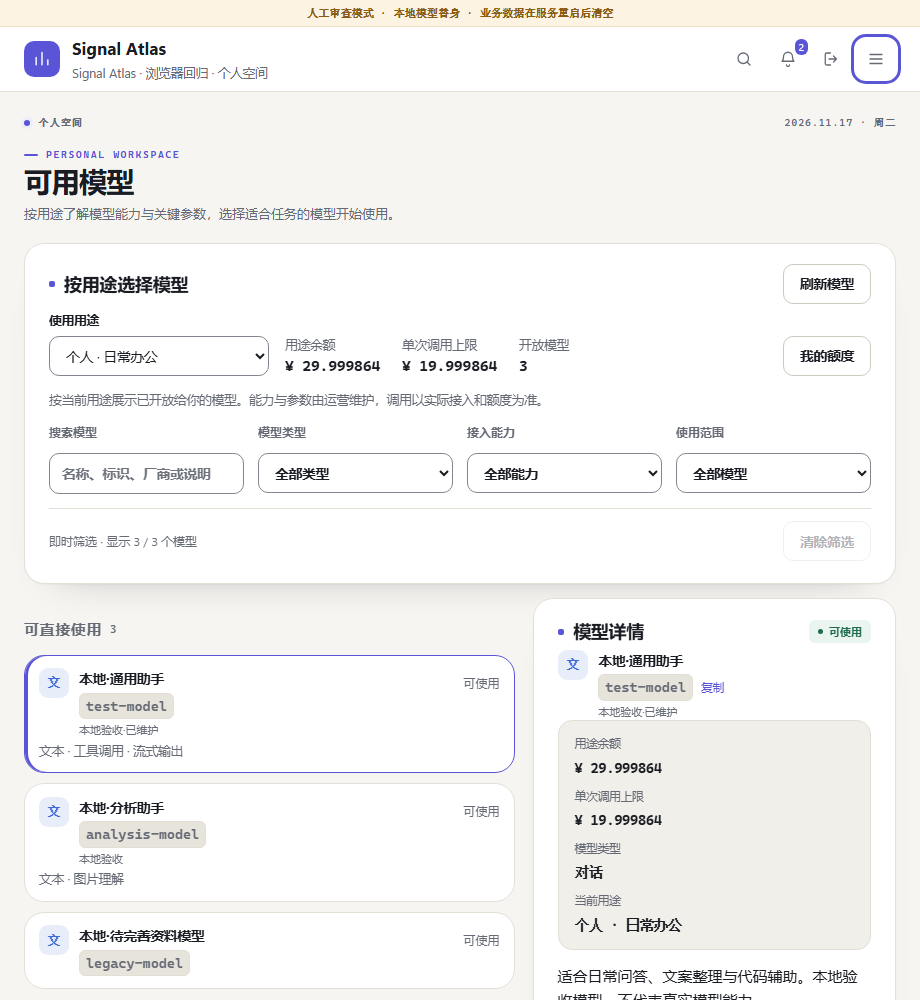 人工审查模式 · 本地模型替身 · 业务数据在服务重启后清空
Signal Atlas
Signal Atlas · 浏览器回归 · 个人空间
2
个人空间
2026.11.17 · 周二
PERSONAL WORKSPACE
可用模型
按用途了解模型能力与关键参数，选择适合任务的模型开始使用。
按用途选择模型
刷新模型
使用用途
个人 · 日常办公
用途余额
¥ 29.999864
单次调用上限
¥ 19.999864
开放模型
3
我的额度
按当前用途展示已开放给你的模型。能力与参数由运营维护，调用以实际接入和额度为准。
搜索模型
模型类型
接入能力
使用范围
名称、标识、厂商或说明
全部类型
全部能力
全部模型
即时筛选 · 显示 3 / 3 个模型
清除筛选
可直接使用 3
文
本地·通用助手
可使用
test-model
本地验收·已维护
文本 · 工具调用 · 流式输出
文
本地·分析助手
可使用
analysis-model
本地验收
文本 · 图片理解
文
本地·待完善资料模型
可使用
legacy-model
模型详情
可使用
文
本地·通用助手
test-model 复制
本地验收·已维护
用途余额
¥ 29.999864
单次调用上限
¥ 19.999864
模型类型
对话
当前用途
个人 · 日常办公
适合日常问答、文案整理与代码辅助。本地验
收模型，不代表真实模型能力